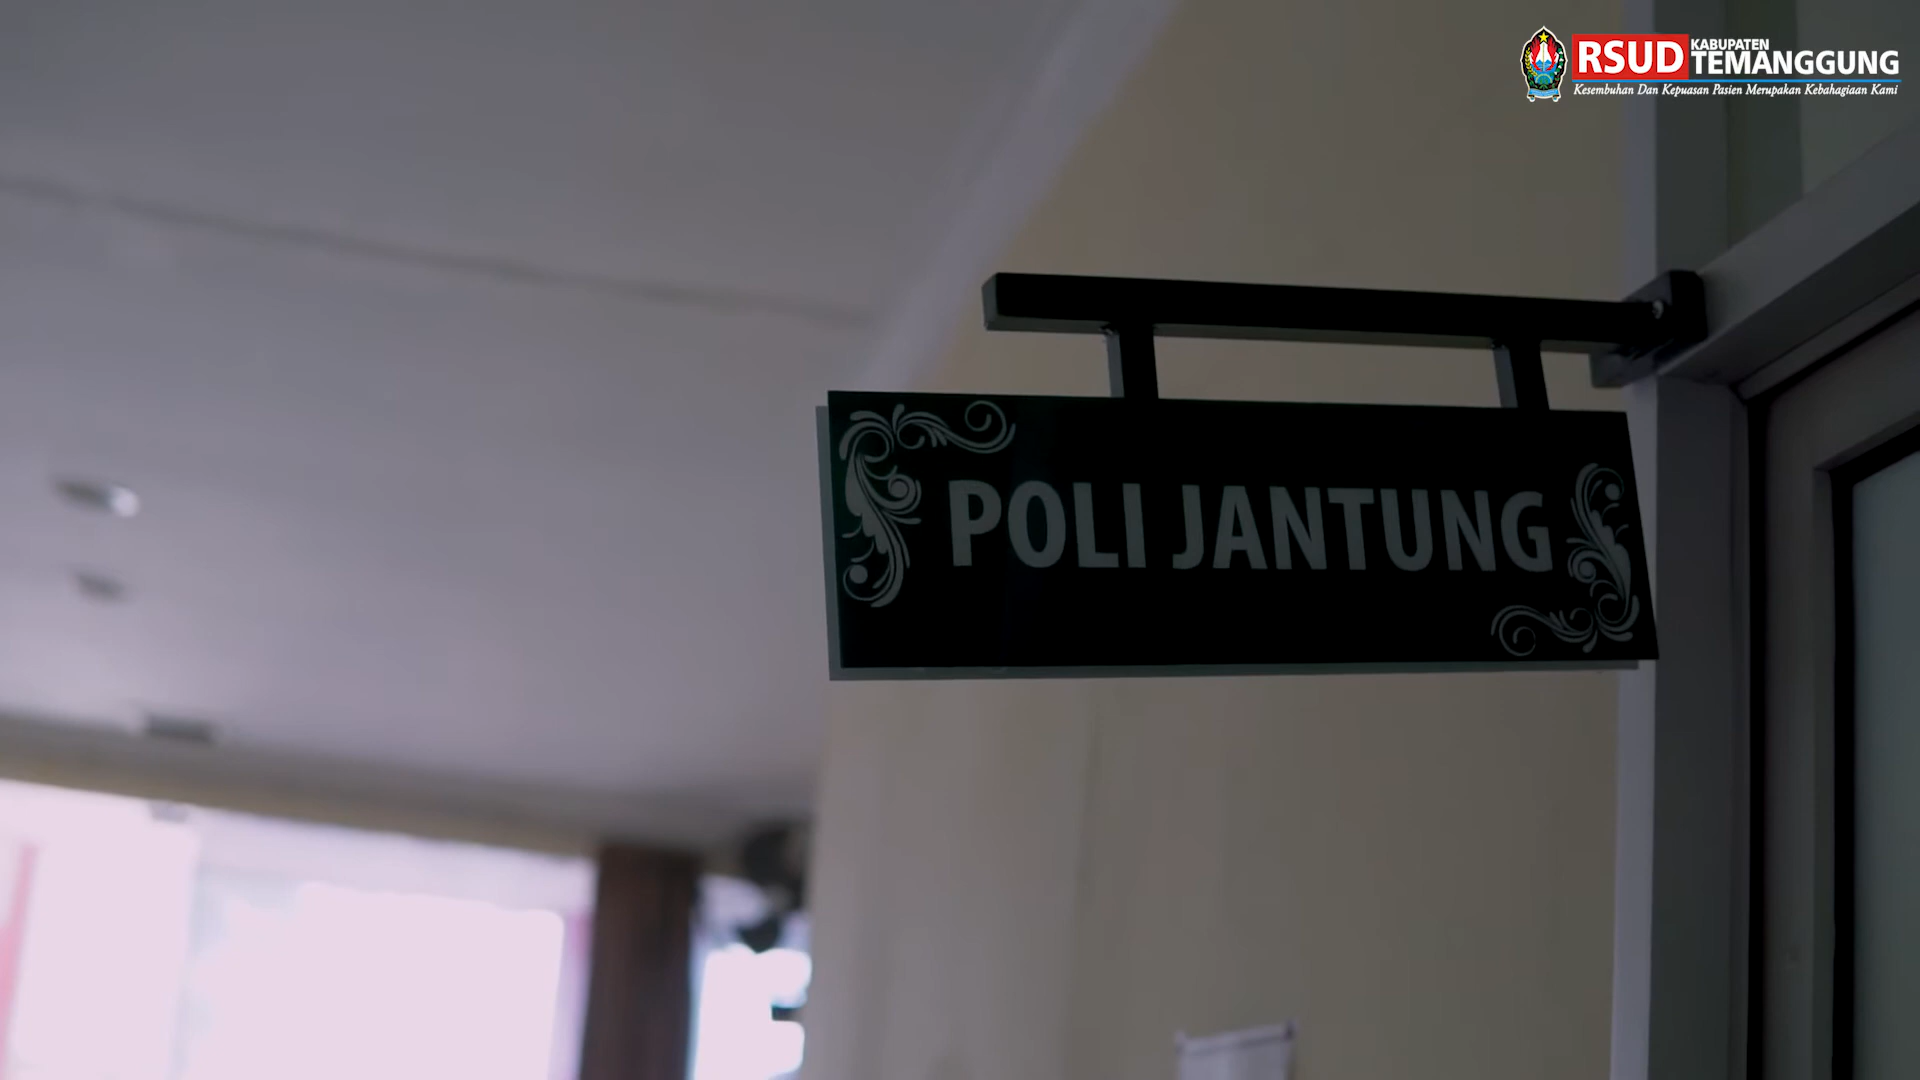 RSUD KABUPATEN TEMANGGUNG
Kesembuhan Dan Kepuasan Pasien Merupakan Kebahagiaan Kami
POLI JANTUNG